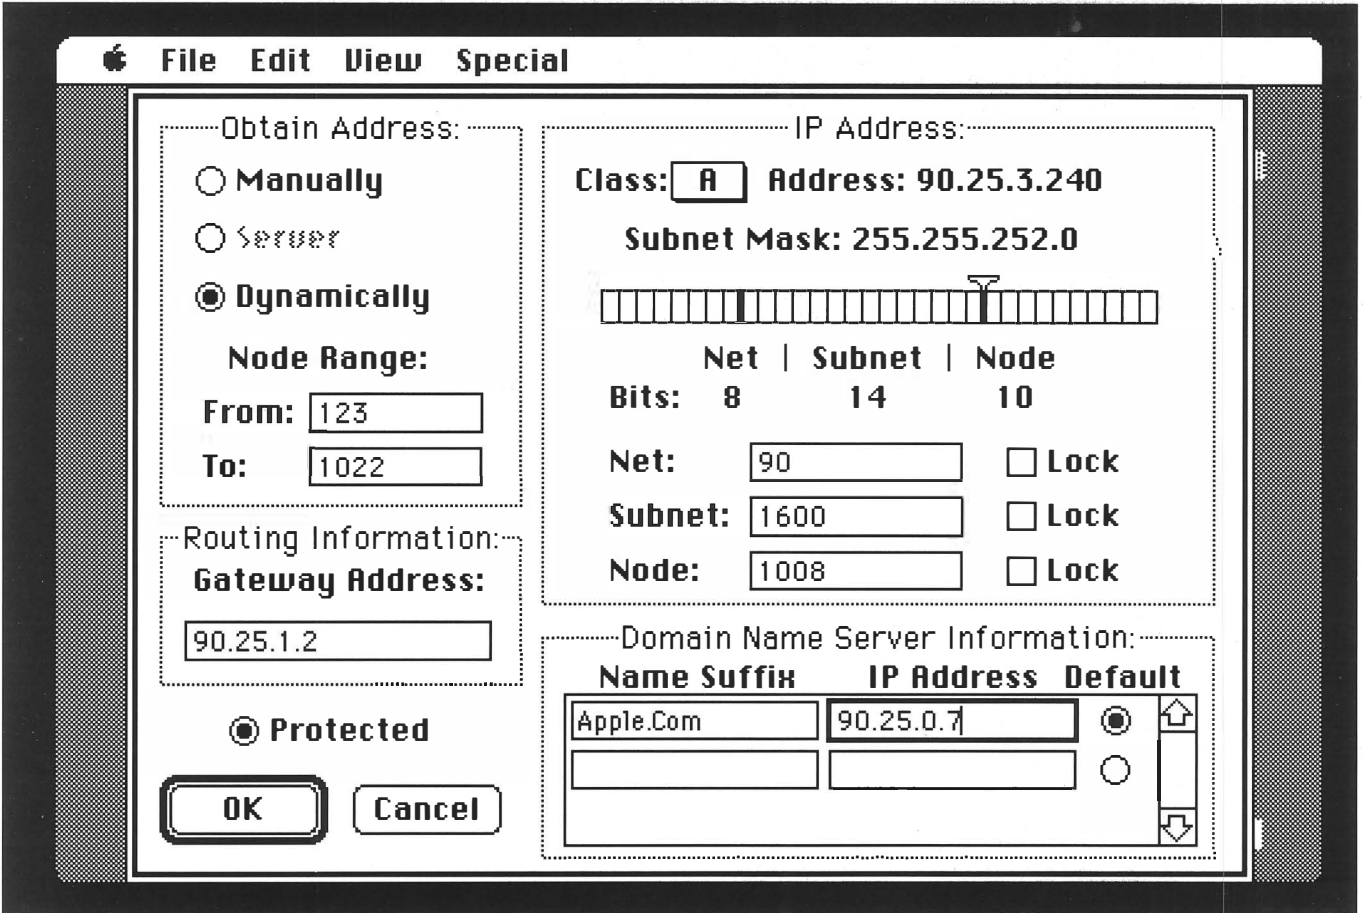 File Edit View Special
Obtain Address:
Manually
Server
Dynamically
Node Range:
From: 123
To: 1022
Routing Information:
Gateway Address:
90.25.1.2
Protected
OK Cancel
IP Address:
Class: A Address: 90.25.3.240
Subnet Mask: 255.255.252.0
Net | Subnet | Node
Bits: 8 14 10
Net: 90 Lock
Subnet: 1600 Lock
Node: 1008 Lock
Domain Name Server Information:
Name Suffix IP Address Default
Apple.Com 90.25.0.7